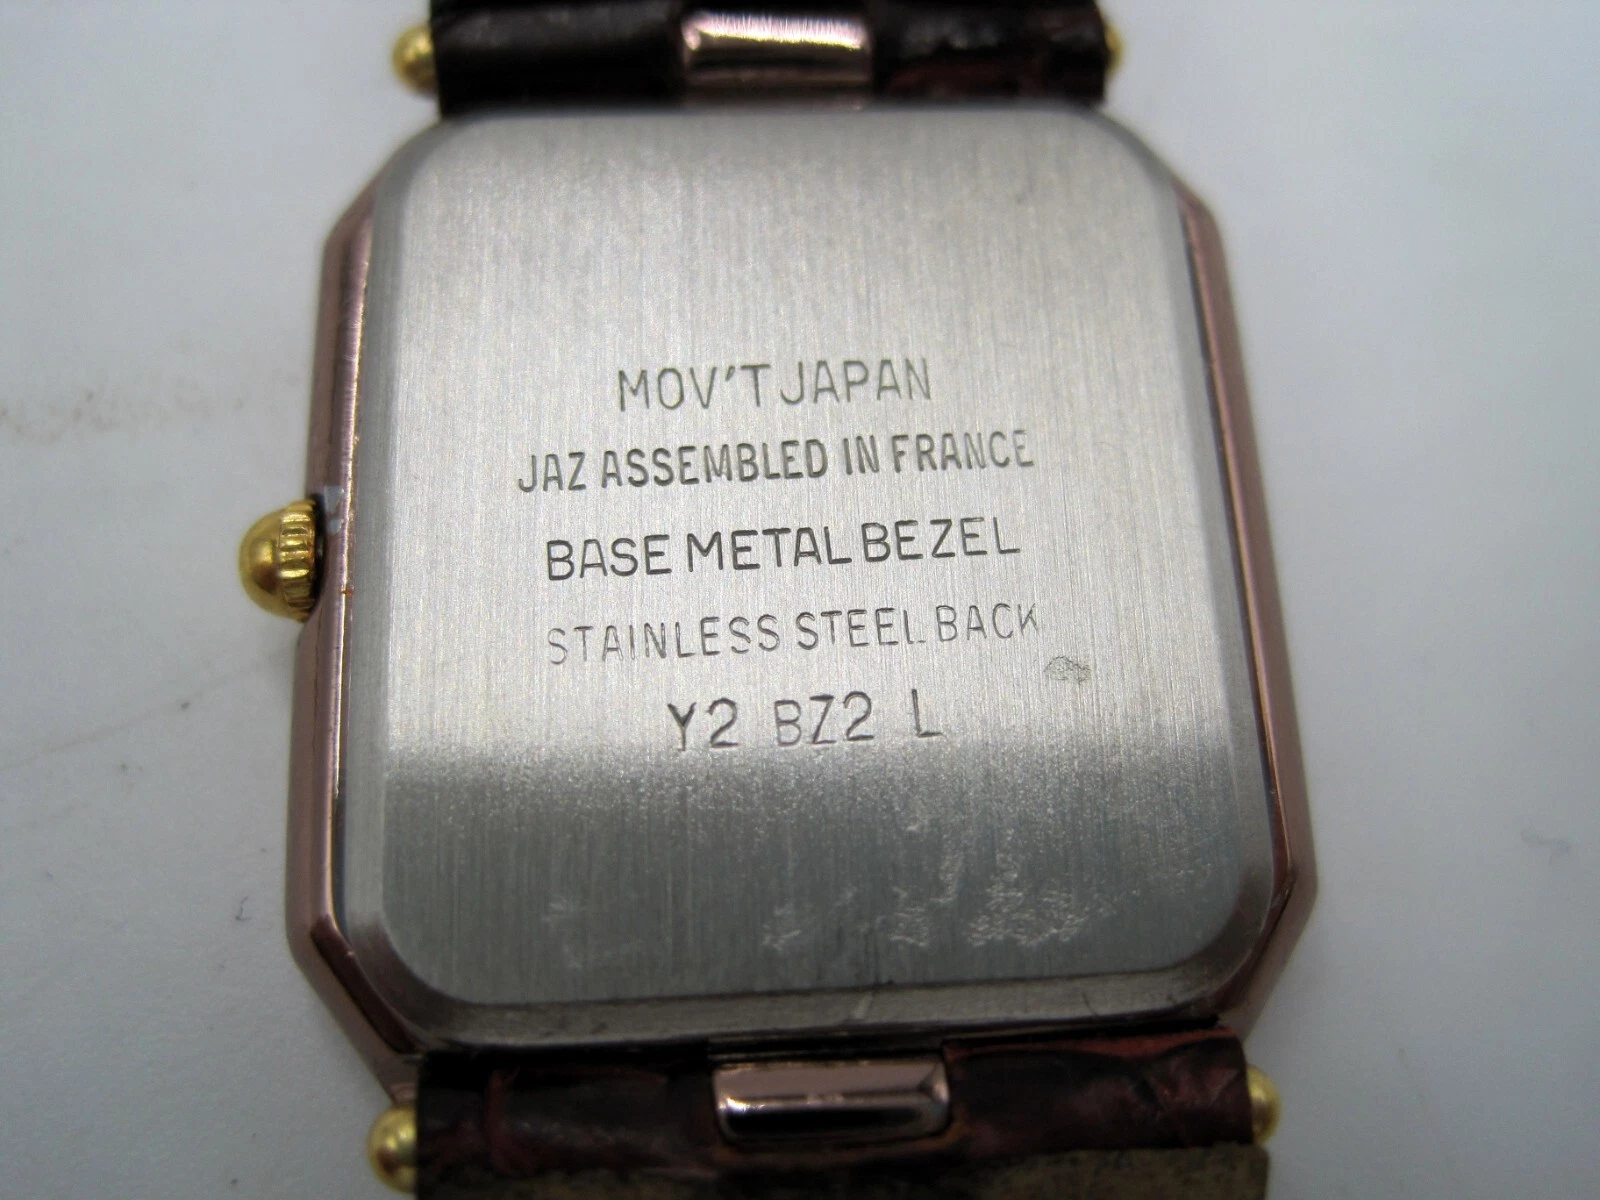 MOV'T JAPAN
JAZ ASSEMBLED IN FRANCE
BASE METAL BEZEL
STAINLESS STEEL BACK
Y2 BZ2 L